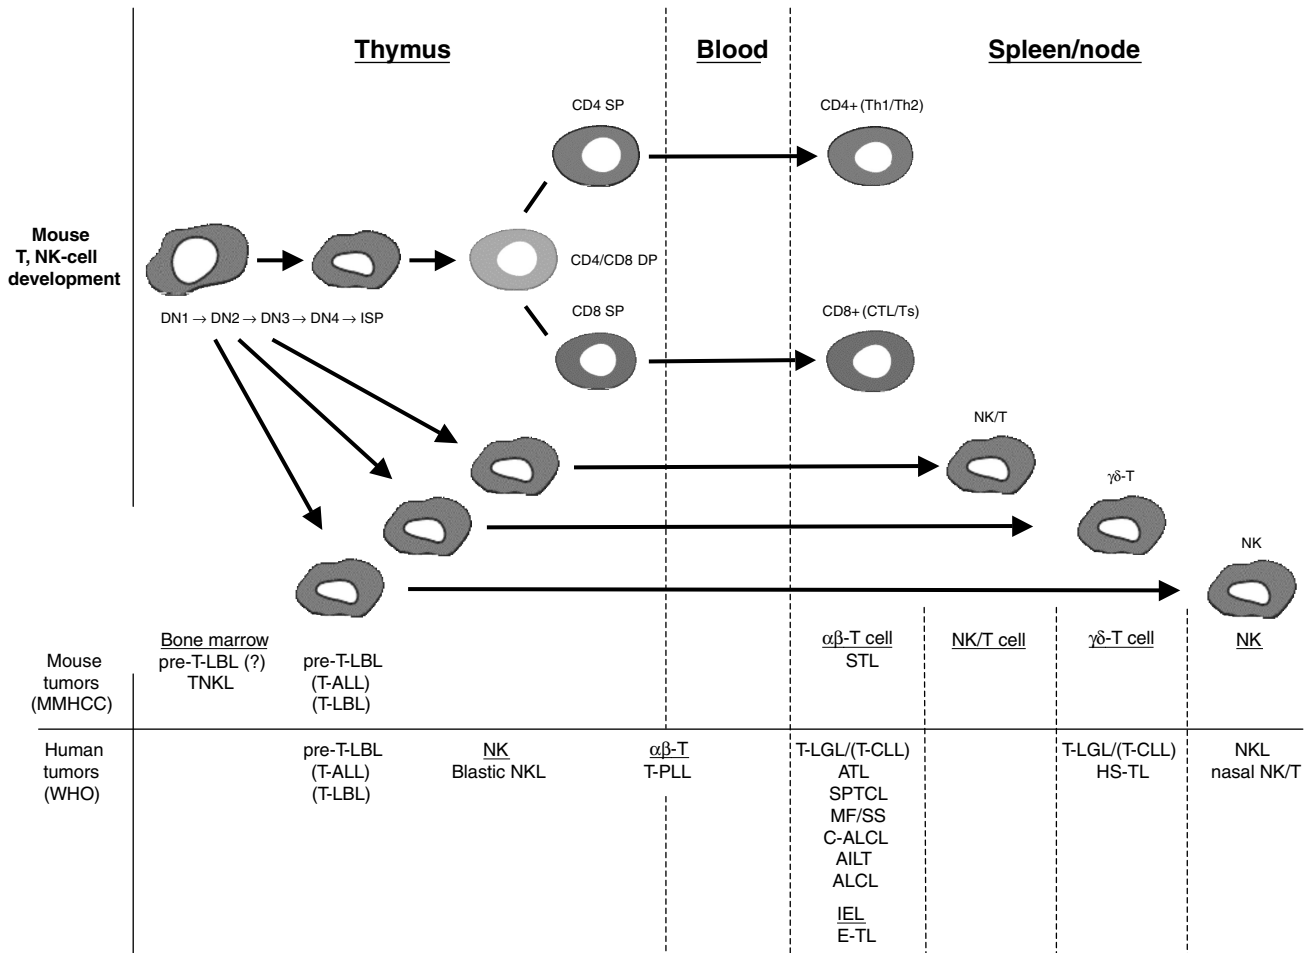 Thymus
Blood
Spleen/node
CD4 SP
CD4+ (Th1/Th2)
Mouse
T, NK-cell
development
CD4/CD8 DP
DN1 → DN2 → DN3 → DN4 → ISP
CD8 SP
CD8+ (CTL/Ts)
NK/T
γδ-T
NK
Mouse
tumors
(MMHCC)
Bone marrow
pre-T-LBL (?)
TNKL
pre-T-LBL
(T-ALL)
(T-LBL)
αβ-T cell
STL
NK/T cell
γδ-T cell
NK
Human
tumors
(WHO)
pre-T-LBL
(T-ALL)
(T-LBL)
NK
Blastic NKL
αβ-T
T-PLL
T-LGL/(T-CLL)
ATL
SPTCL
MF/SS
C-ALCL
AILT
ALCL
IEL
E-TL
T-LGL/(T-CLL)
HS-TL
NKL
nasal NK/T